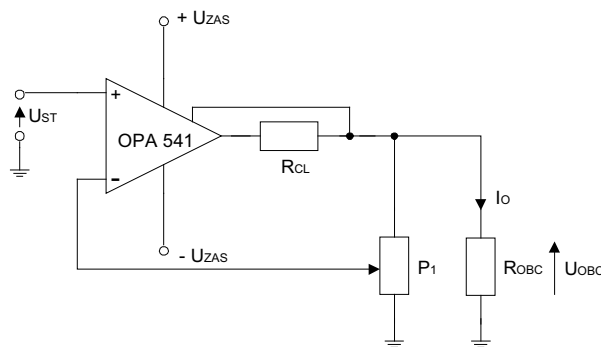 + UZAS
+
UST
OPA 541
RCL
-
- UZAS
IO
P1
ROBC
UOBC